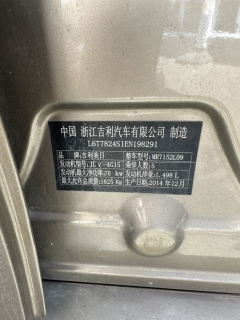 中国 浙江吉利汽车有限公司 制造
L6T7824S1EN198291
品牌:吉利美日 整车型号:MR7152L09
发动机型号:JLγ-4G15 乘坐人数:5
发动机最大净功率:76 kW 发动机排量:1.498 L
最大允许总质量:1625 Kg 生产日期:2014年12月